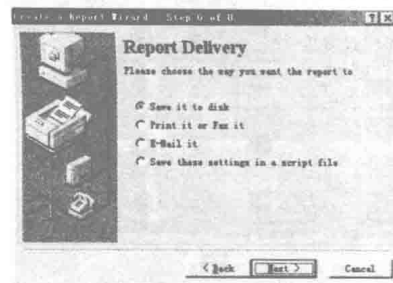 Create a Report Wizard Step 6 of 8
Report Delivery
Please choose the way you want the report to
Save it to disk
Print it or Fax it
E-Mail it
Save these settings in a script file
< Back
Next >
Cancel